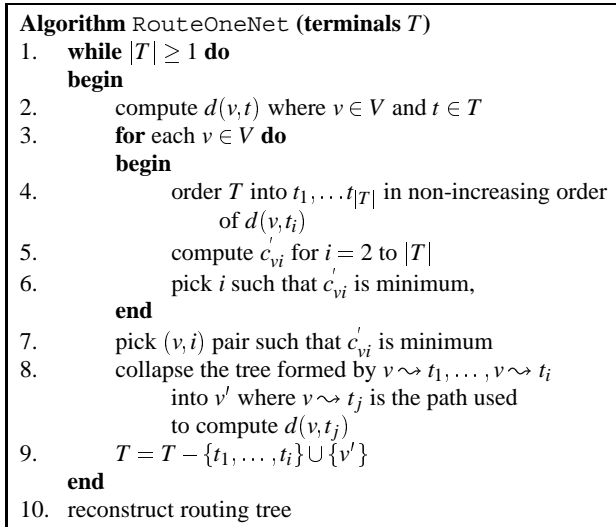 Algorithm RouteOneNet (terminals T)
1. while |T| ≥ 1 do
begin
2. compute d(v,t) where v ∈ V and t ∈ T
3. for each v ∈ V do
begin
4. order T into t₁,…t_|T| in non-increasing order
of d(v,tᵢ)
5. compute c'ᵥᵢ for i = 2 to |T|
6. pick i such that c'ᵥᵢ is minimum,
end
7. pick (v,i) pair such that c'ᵥᵢ is minimum
8. collapse the tree formed by v ⤳ t₁,…,v ⤳ tᵢ
into v' where v ⤳ tⱼ is the path used
to compute d(v,tⱼ)
9. T = T − {t₁,…,tᵢ} ∪ {v'}
end
10. reconstruct routing tree